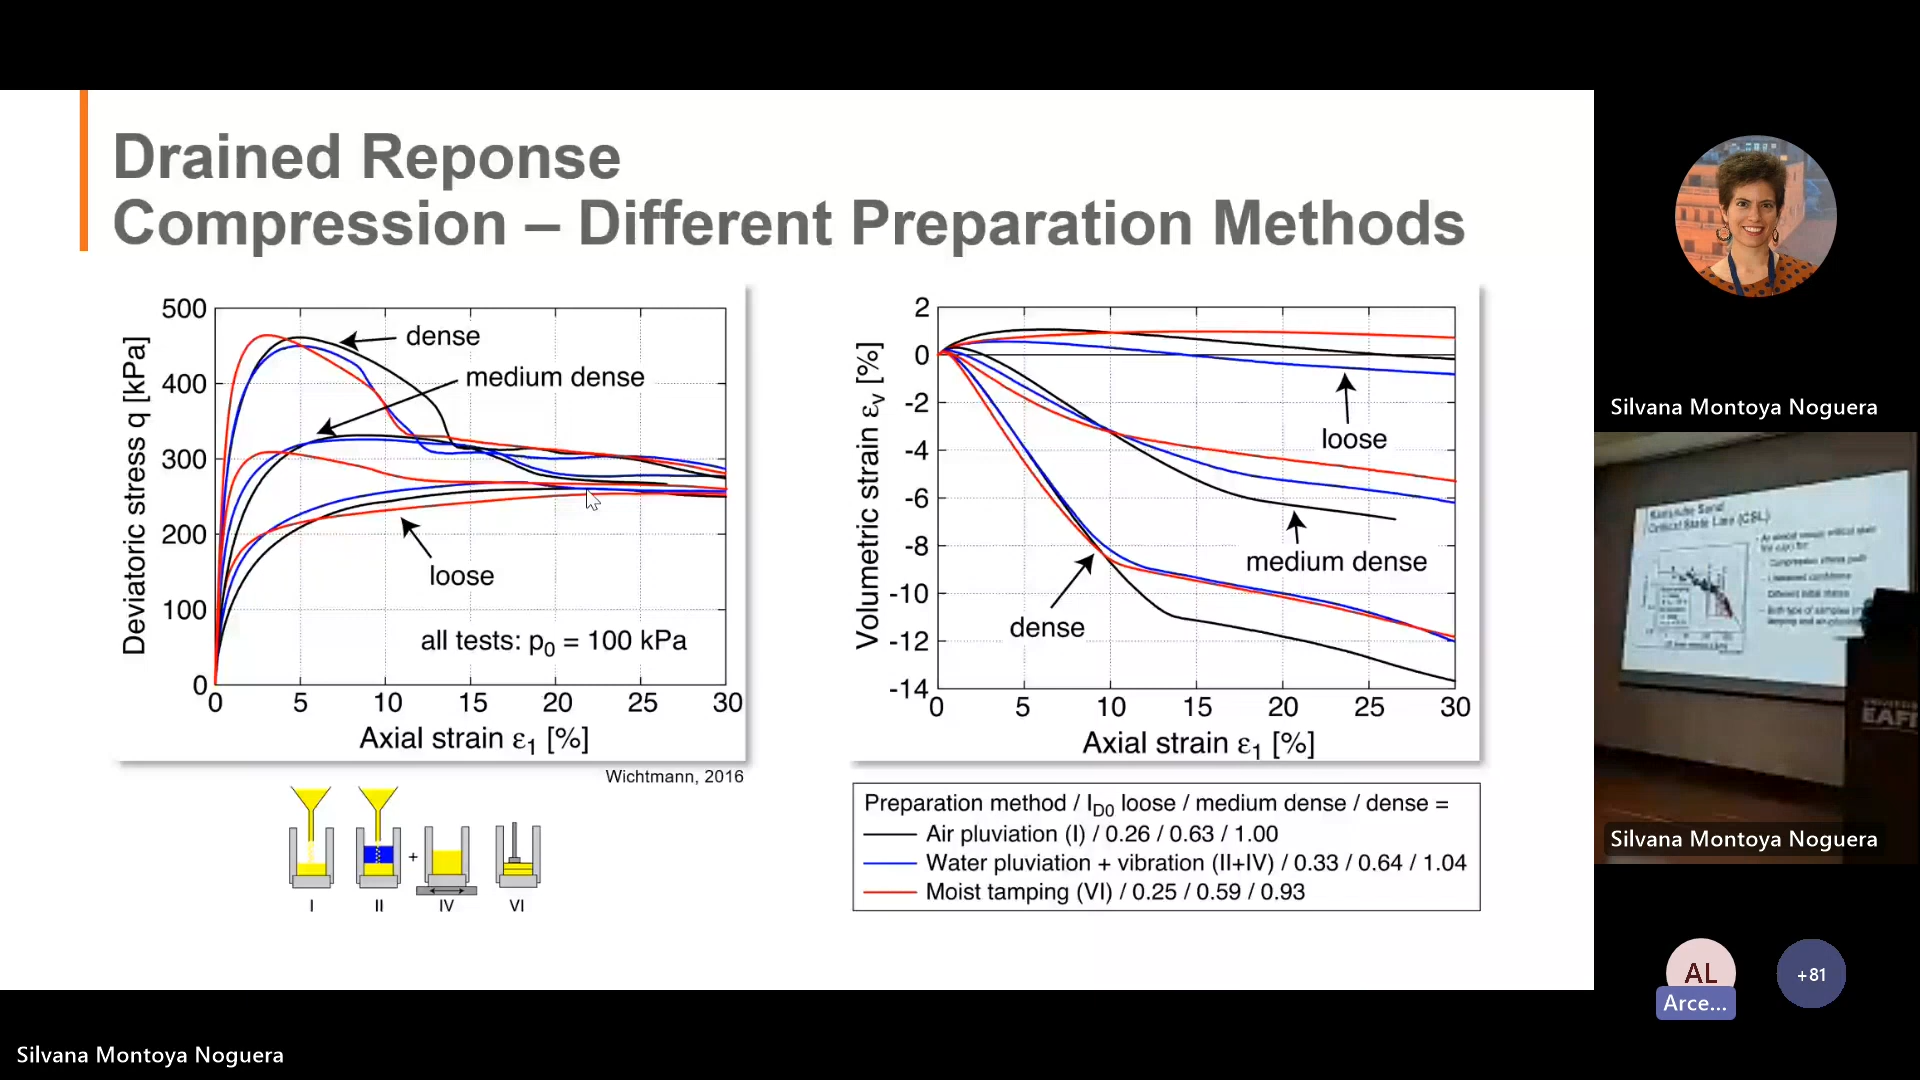 Drained Reponse
Compression – Different Preparation Methods
500
400
300
200
100
0
Deviatoric stress q [kPa]
dense
medium dense
loose
all tests: p0 = 100 kPa
0 5 10 15 20 25 30
Axial strain ε1 [%]
Wichtmann, 2016
2
0
-2
-4
-6
-8
-10
-12
-14
Volumetric strain εv [%]
loose
medium dense
dense
0 5 10 15 20 25 30
Axial strain ε1 [%]
+
I II IV VI
Preparation method / ID0 loose / medium dense / dense =
Air pluviation (I) / 0.26 / 0.63 / 1.00
Water pluviation + vibration (II+IV) / 0.33 / 0.64 / 1.04
Moist tamping (VI) / 0.25 / 0.59 / 0.93
Silvana Montoya Noguera
Critical State Line (CSL)
EAFI
Silvana Montoya Noguera
AL
Arce...
+81
Silvana Montoya Noguera